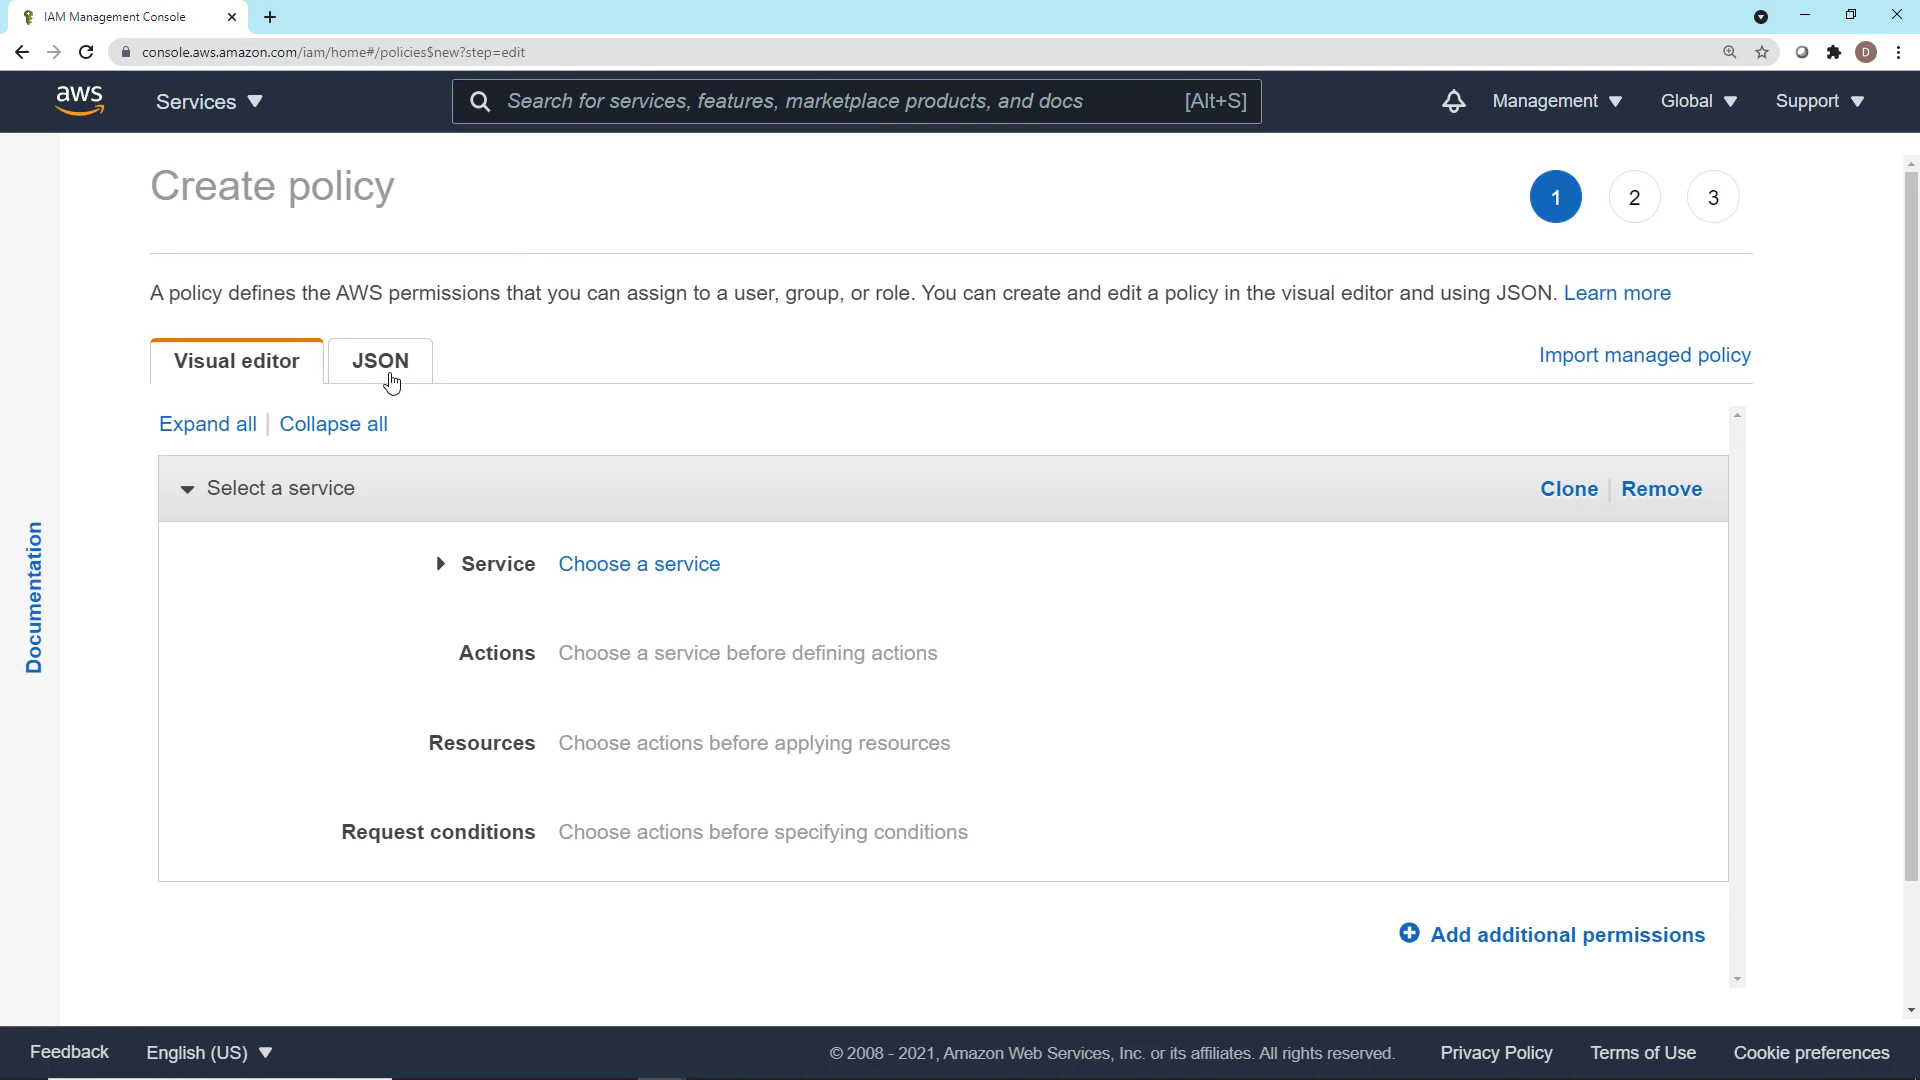 IAM Management Console
console.aws.amazon.com/iam/home#/policies$new?step=edit
D
aws
Services
Search for services, features, marketplace products, and docs [Alt+S]
Management
Global
Support
Create policy
1 2 3
A policy defines the AWS permissions that you can assign to a user, group, or role. You can create and edit a policy in the visual editor and using JSON. Learn more
Visual editor
JSON
Import managed policy
Expand all | Collapse all
Select a service
Clone | Remove
Service Choose a service
Actions Choose a service before defining actions
Resources Choose actions before applying resources
Request conditions Choose actions before specifying conditions
Add additional permissions
Documentation
Feedback
English (US)
© 2008 - 2021, Amazon Web Services, Inc. or its affiliates. All rights reserved.
Privacy Policy
Terms of Use
Cookie preferences